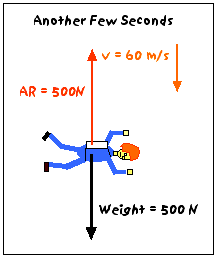 Another Few Seconds
v = 60 m/s
AR = 500N
Weight = 500 N